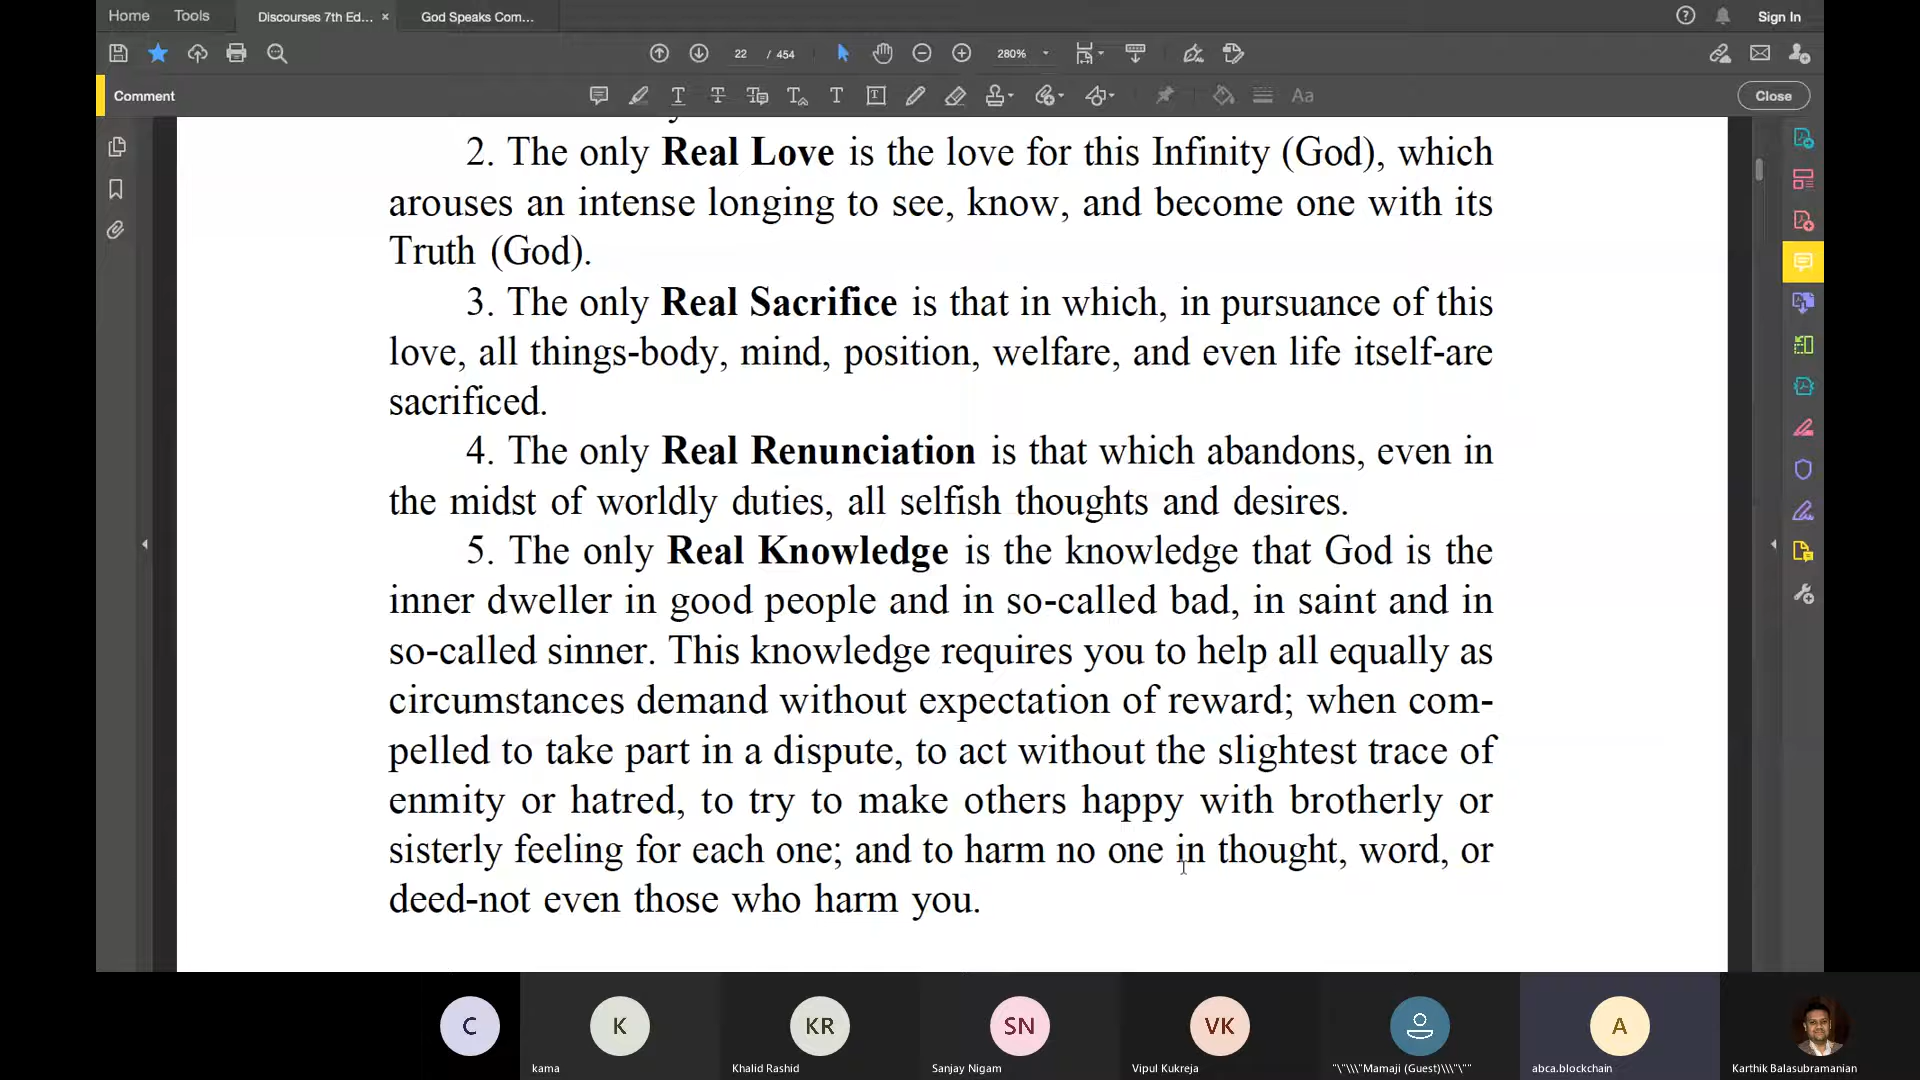 Home Tools Discourses 7th Ed... × God Speaks Com... Sign In
22 / 454 280%
Comment Close
2. The only Real Love is the love for this Infinity (God), which
arouses an intense longing to see, know, and become one with its
Truth (God).
3. The only Real Sacrifice is that in which, in pursuance of this
love, all things-body, mind, position, welfare, and even life itself-are
sacrificed.
4. The only Real Renunciation is that which abandons, even in
the midst of worldly duties, all selfish thoughts and desires.
5. The only Real Knowledge is the knowledge that God is the
inner dweller in good people and in so-called bad, in saint and in
so-called sinner. This knowledge requires you to help all equally as
circumstances demand without expectation of reward; when com-
pelled to take part in a dispute, to act without the slightest trace of
enmity or hatred, to try to make others happy with brotherly or
sisterly feeling for each one; and to harm no one in thought, word, or
deed-not even those who harm you.
C K KR SN VK A
kama Khalid Rashid Sanjay Nigam Vipul Kukreja "\"\\\"Mamaji (Guest)\\\"\"" abca.blockchain Karthik Balasubramanian